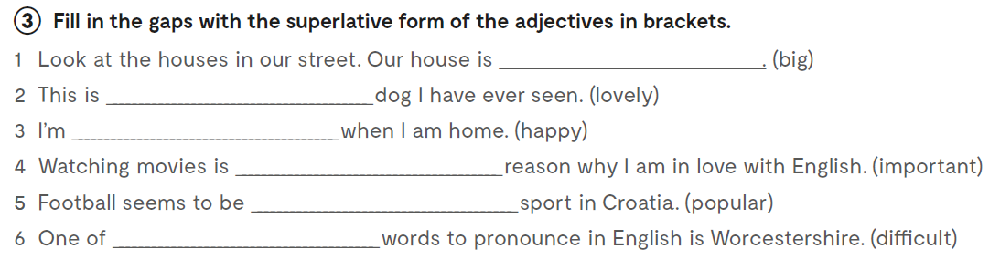 3 Fill in the gaps with the superlative form of the adjectives in brackets.
1 Look at the houses in our street. Our house is ______________________. (big)
2 This is ______________________ dog I have ever seen. (lovely)
3 I'm ______________________ when I am home. (happy)
4 Watching movies is ______________________ reason why I am in love with English. (important)
5 Football seems to be ______________________ sport in Croatia. (popular)
6 One of ______________________ words to pronounce in English is Worcestershire. (difficult)